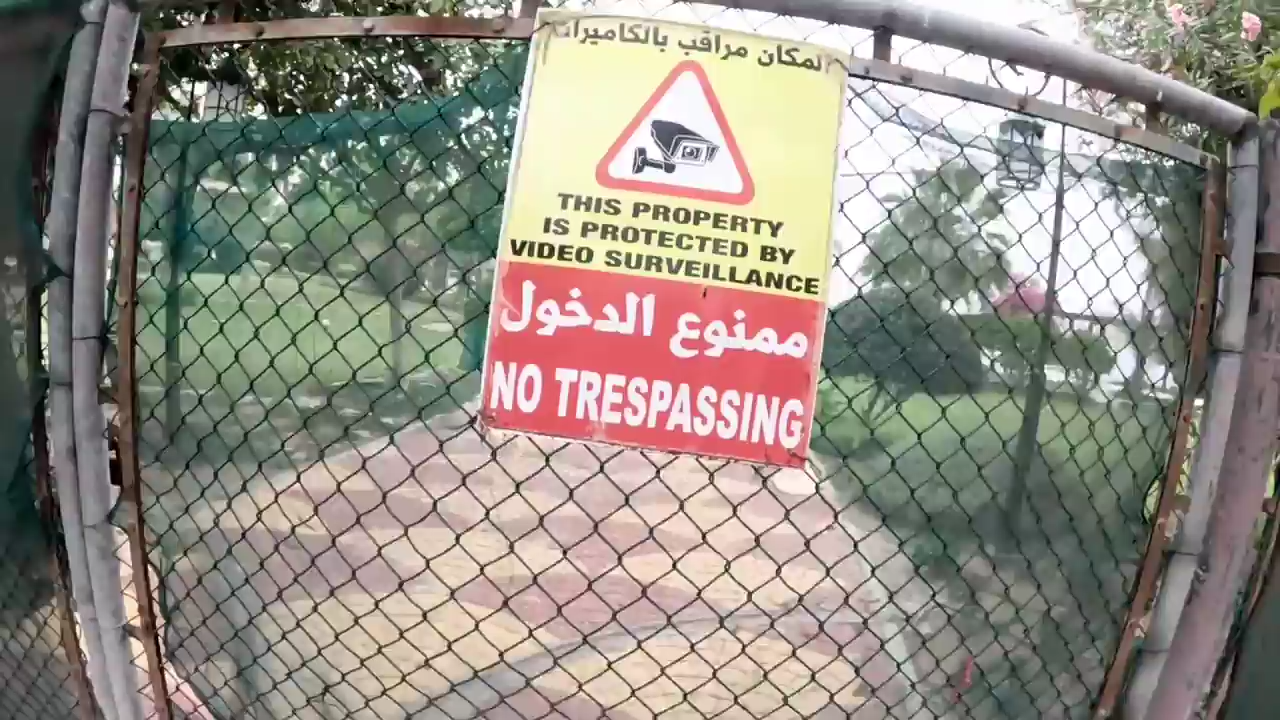 المكان مراقب بالكاميرات
THIS PROPERTY
IS PROTECTED BY
VIDEO SURVEILLANCE
ممنوع الدخول
NO TRESPASSING